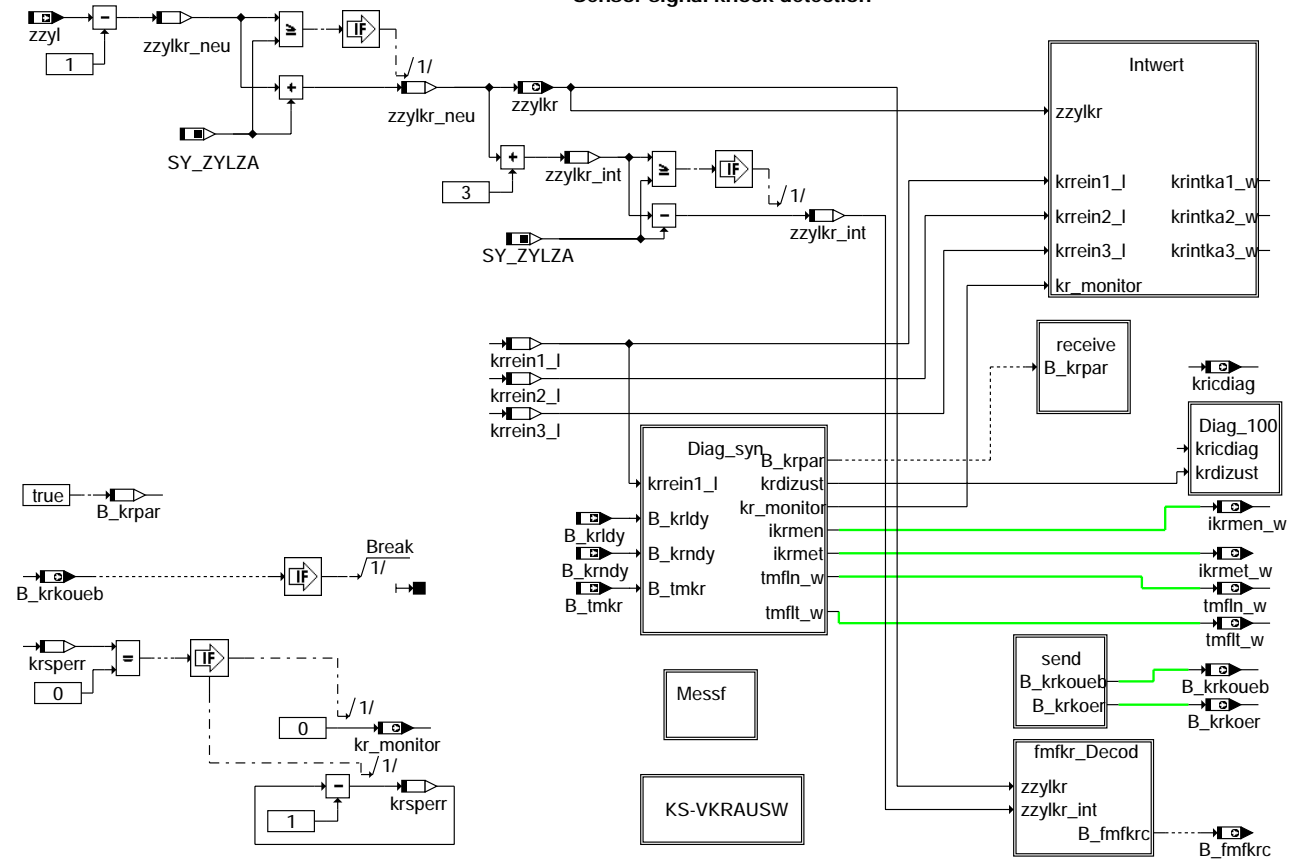 Sensor signal knock detection
zzyl
-
1
zzylkr_neu
IF
1/
+
zzylkr_neu
zzylkr
SY_ZYLZA
+
3
zzylkr_int
IF
1/
-
zzylkr_int
SY_ZYLZA
Intwert
zzylkr
krrein1_l
krrein2_l
krrein3_l
kr_monitor
krintka1_w
krintka2_w
krintka3_w
krrein1_l
krrein2_l
krrein3_l
receive
B_krpar
kricdiag
Diag_100
kricdiag
krdizust
Diag_syn
krrein1_l
B_krldy
B_krndy
B_tmkr
B_krpar
krdizust
kr_monitor
ikrmen
ikrmet
tmfln_w
tmflt_w
B_krldy
B_krndy
B_tmkr
ikrmen_w
ikrmet_w
tmfln_w
tmflt_w
true
B_krpar
B_krkoueb
IF
Break
1/
krsperr
=
0
IF
1/
0
kr_monitor
1/
-
1
krsperr
Messf
KS-VKRAUSW
send
B_krkoueb
B_krkoer
B_krkoueb
B_krkoer
fmfkr_Decod
zzylkr
zzylkr_int
B_fmfkrc
B_fmfkrc